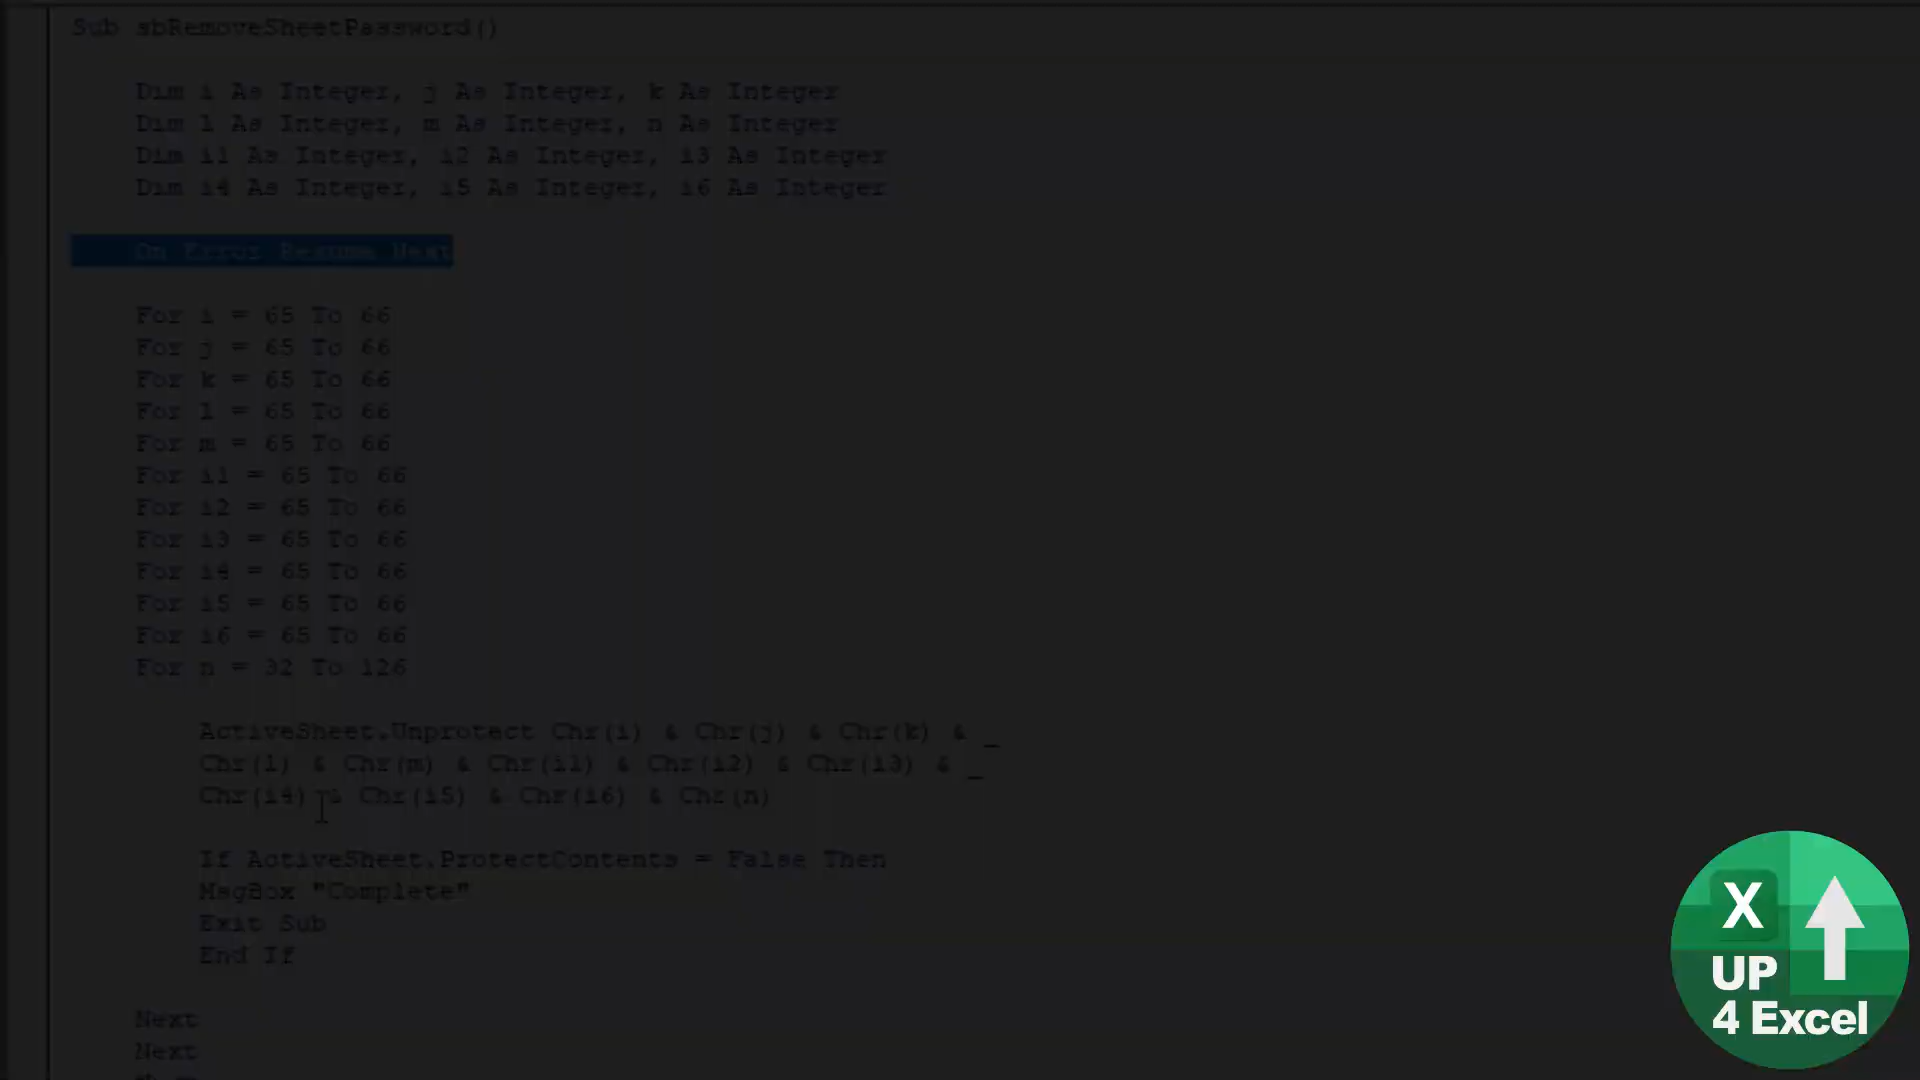 Sub sbRemoveSheetPassword()
Dim i As Integer, j As Integer, k As Integer
Dim l As Integer, m As Integer, n As Integer
Dim i1 As Integer, i2 As Integer, i3 As Integer
Dim i4 As Integer, i5 As Integer, i6 As Integer
On Error Resume Next
For i = 65 To 66
For j = 65 To 66
For k = 65 To 66
For l = 65 To 66
For m = 65 To 66
For i1 = 65 To 66
For i2 = 65 To 66
For i3 = 65 To 66
For i4 = 65 To 66
For i5 = 65 To 66
For i6 = 65 To 66
For n = 32 To 126
ActiveSheet.Unprotect Chr(i) & Chr(j) & Chr(k) & _
Chr(l) & Chr(m) & Chr(i1) & Chr(i2) & Chr(i3) & _
Chr(i4) & Chr(i5) & Chr(i6) & Chr(n)
If ActiveSheet.ProtectContents = False Then
MsgBox "Complete"
Exit Sub
End If
Next
Next
X
UP
4 Excel